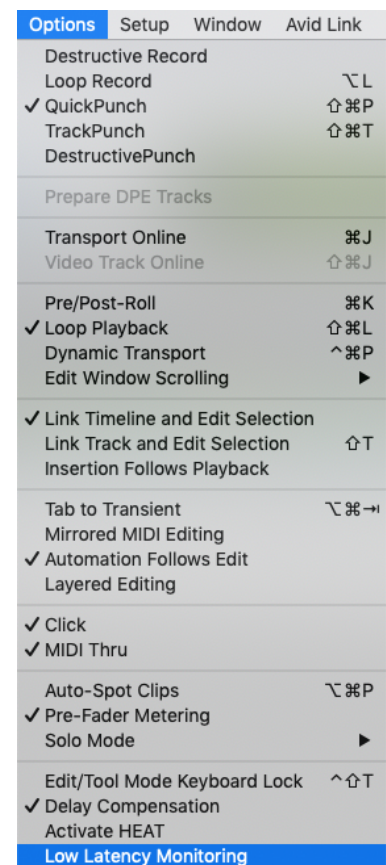 Options Setup Window Avid Link
Destructive Record
Loop Record ⌥L
✓ QuickPunch ⇧⌘P
TrackPunch ⇧⌘T
DestructivePunch
Prepare DPE Tracks
Transport Online ⌘J
Video Track Online ⇧⌘J
Pre/Post-Roll ⌘K
✓ Loop Playback ⇧⌘L
Dynamic Transport ^⌘P
Edit Window Scrolling ▶
✓ Link Timeline and Edit Selection
Link Track and Edit Selection ⇧T
Insertion Follows Playback
Tab to Transient ⌥⌘⇥
Mirrored MIDI Editing
✓ Automation Follows Edit
Layered Editing
✓ Click
✓ MIDI Thru
Auto-Spot Clips ⌥⌘P
✓ Pre-Fader Metering
Solo Mode ▶
Edit/Tool Mode Keyboard Lock ^⇧T
✓ Delay Compensation
Activate HEAT
Low Latency Monitoring